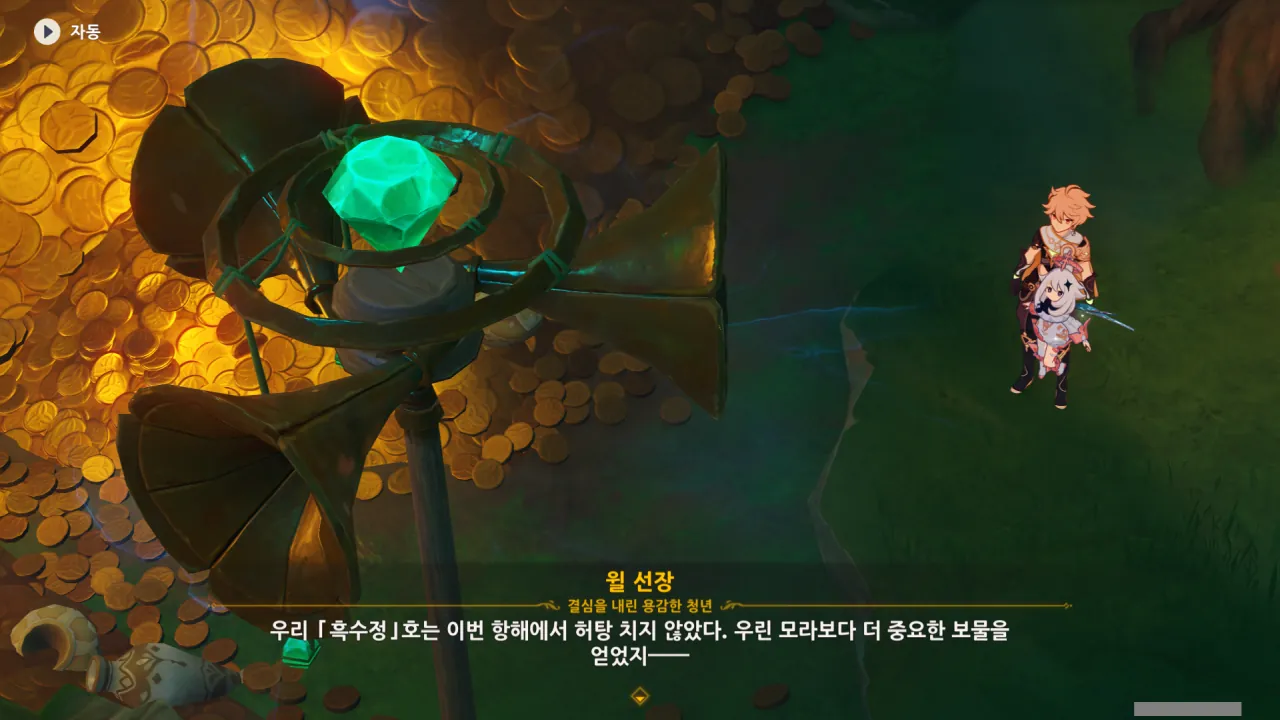 자동
윌 선장
결심을 내린 용감한 청년
우리 「흑수정」호는 이번 항해에서 허탕 치지 않았다. 우린 모라보다 더 중요한 보물을
얻었지——